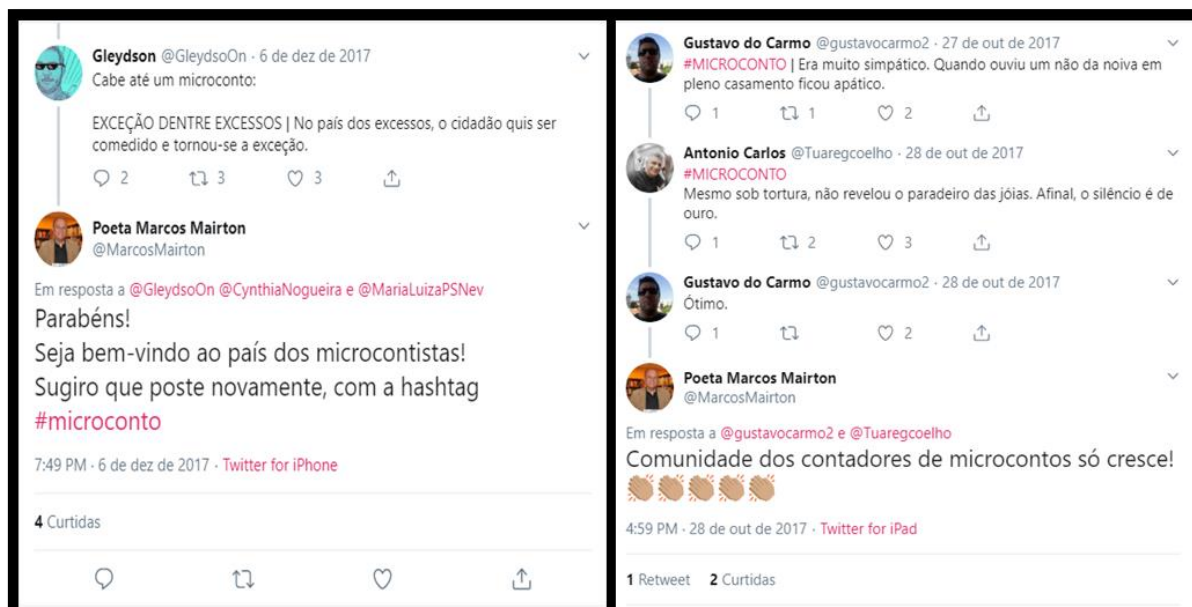 Gleydson @GleydsoOn · 6 de dez de 2017
Cabe até um microconto:
EXCEÇÃO DENTRE EXCESSOS | No país dos excessos, o cidadão quis ser
comedido e tornou-se a exceção.
2 3 3
Poeta Marcos Mairton
@MarcosMairton
Em resposta a @GleydsoOn @CynthiaNogueira e @MariaLuizaPSNev
Parabéns!
Seja bem-vindo ao país dos microcontistas!
Sugiro que poste novamente, com a hashtag
#microconto
7:49 PM · 6 de dez de 2017 · Twitter for iPhone
4 Curtidas
Gustavo do Carmo @gustavocarmo2 · 27 de out de 2017
#MICROCONTO | Era muito simpático. Quando ouviu um não da noiva em
pleno casamento ficou apático.
1 1 2
Antonio Carlos @Tuaregcoelho · 28 de out de 2017
#MICROCONTO
Mesmo sob tortura, não revelou o paradeiro das jóias. Afinal, o silêncio é de
ouro.
1 2 3
Gustavo do Carmo @gustavocarmo2 · 28 de out de 2017
Ótimo.
1 2
Poeta Marcos Mairton
@MarcosMairton
Em resposta a @gustavocarmo2 e @Tuaregcoelho
Comunidade dos contadores de microcontos só cresce!
👏🏼👏🏼👏🏼👏🏼👏🏼
4:59 PM · 28 de out de 2017 · Twitter for iPad
1 Retweet 2 Curtidas